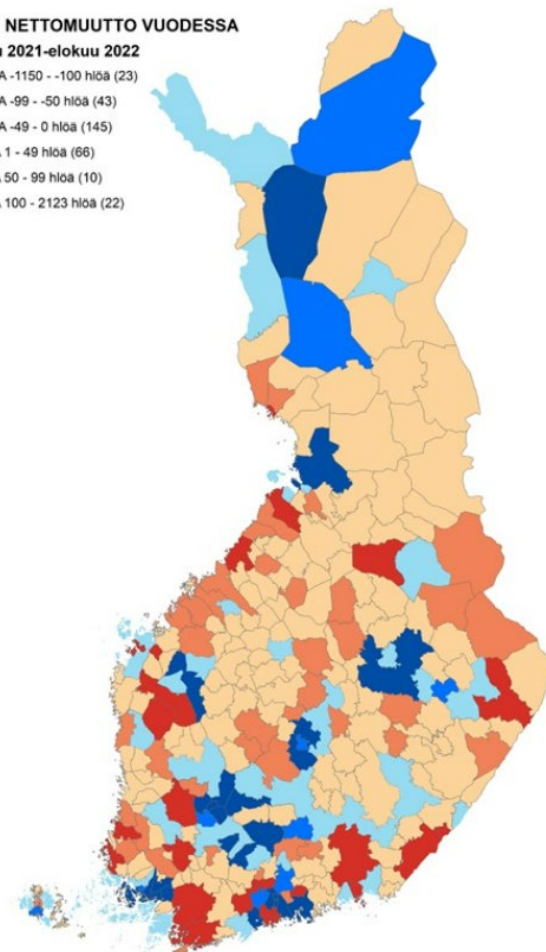 NETTOMUUTTO VUODESSA
2021-elokuu 2022
-1150 - -100 hlöä (23)
-99 - -50 hlöä (43)
-49 - 0 hlöä (145)
1 - 49 hlöä (66)
50 - 99 hlöä (10)
100 - 2123 hlöä (22)